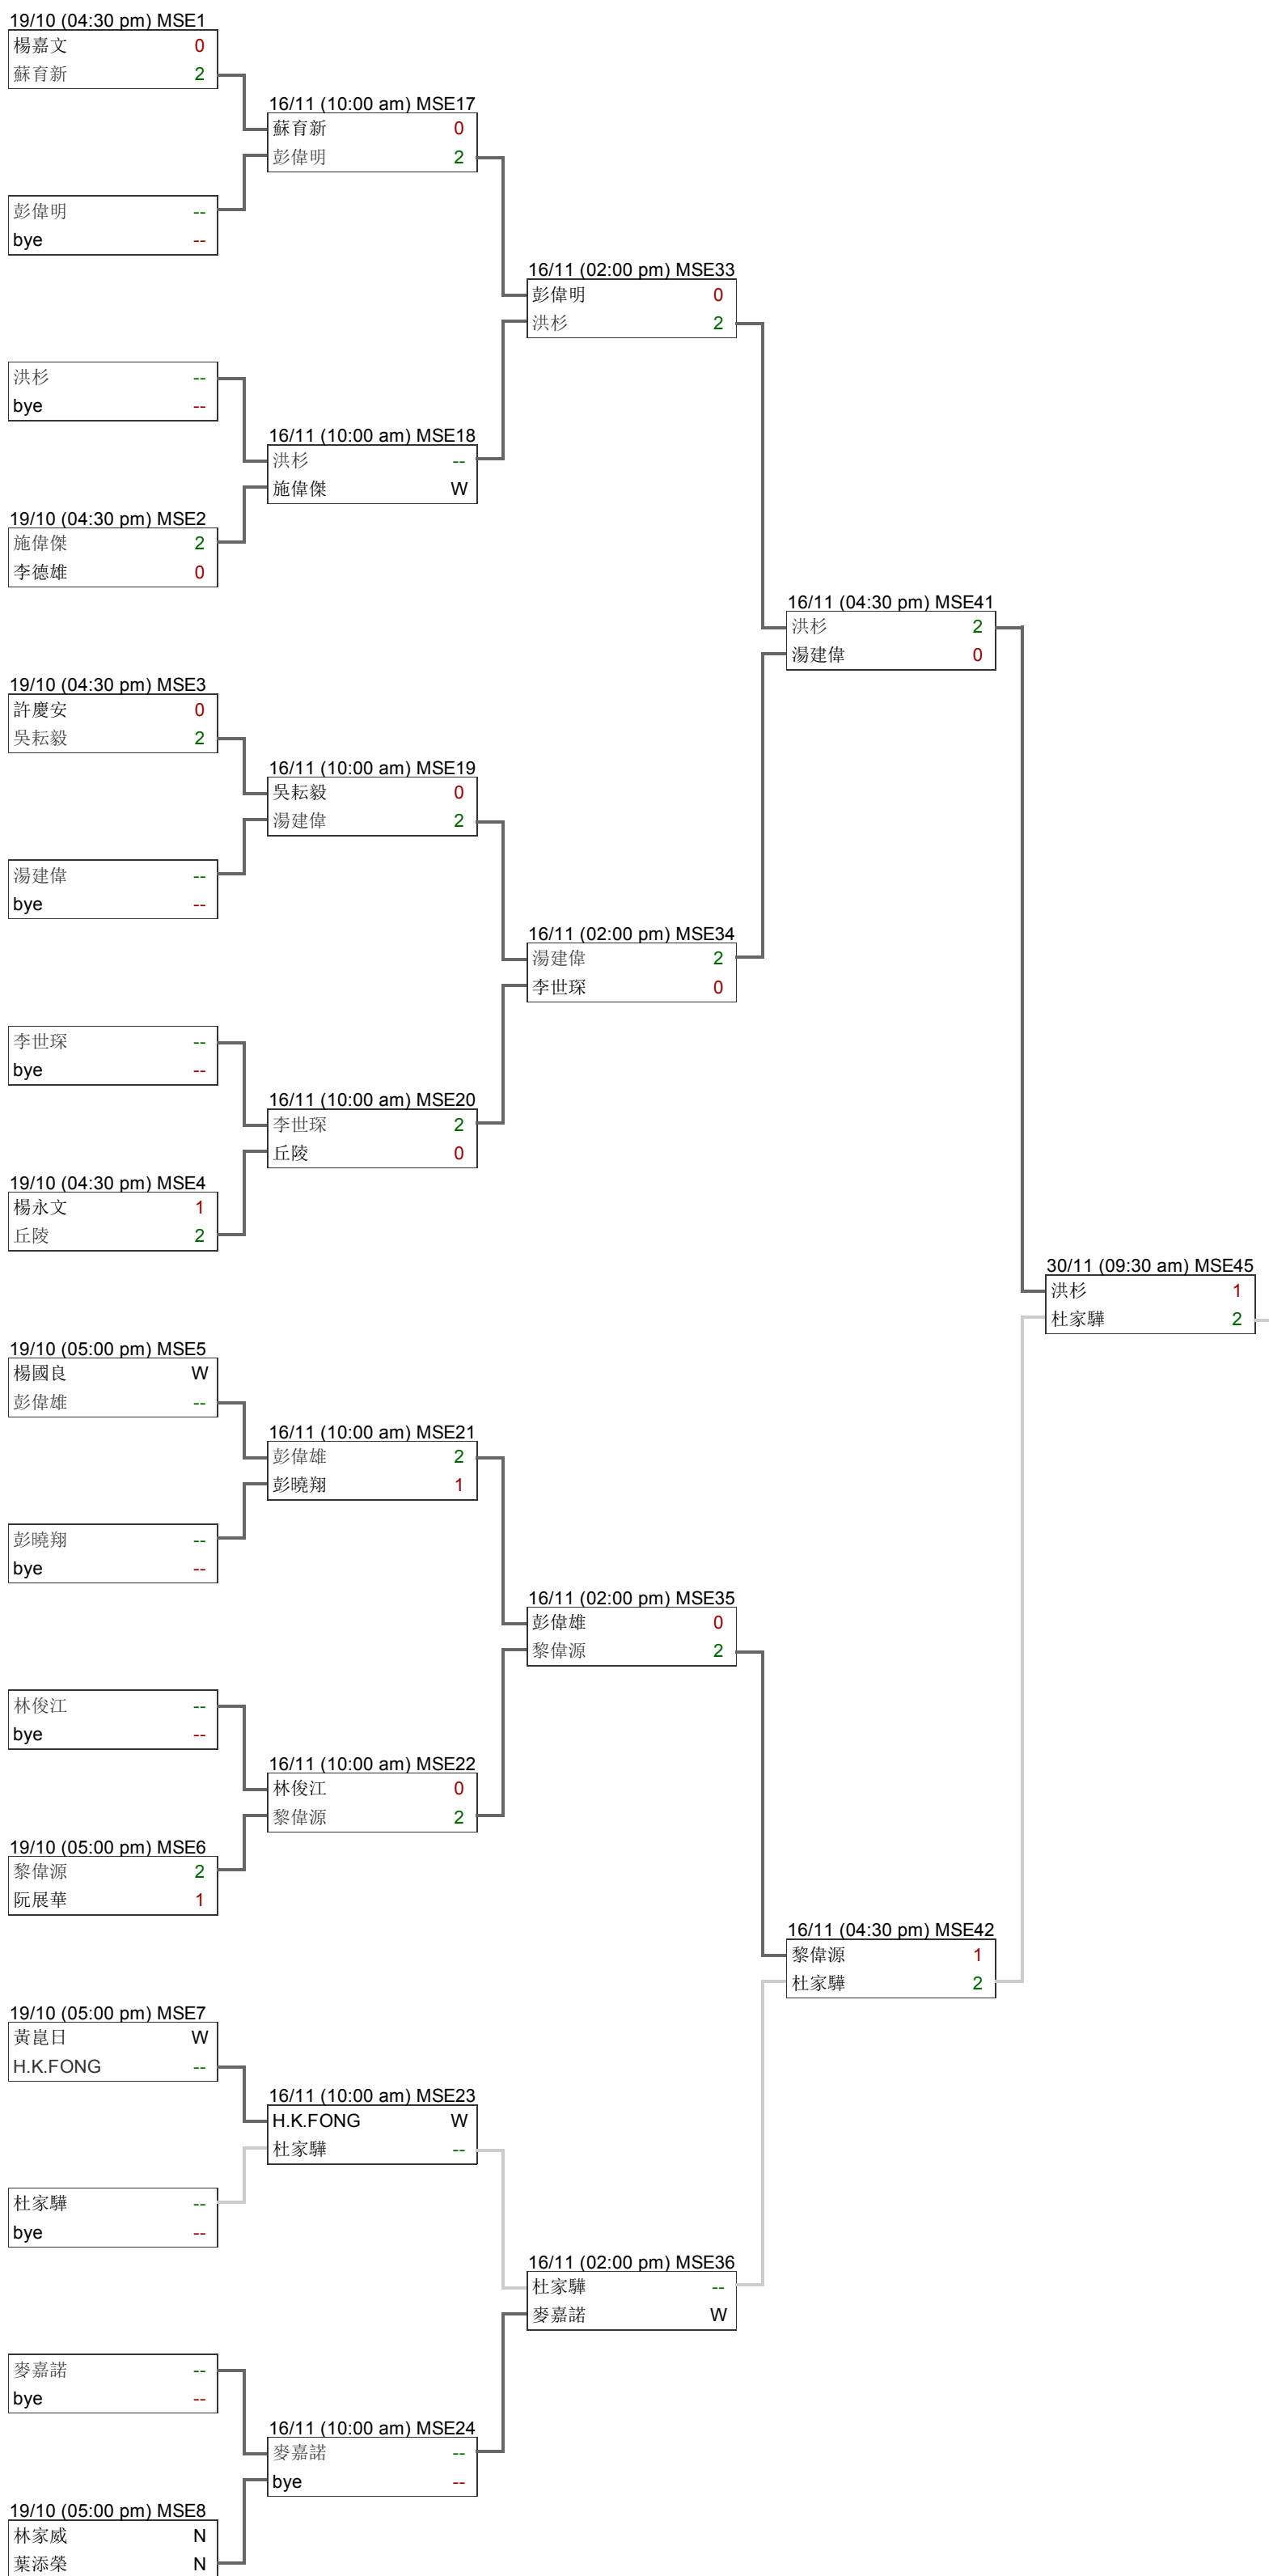 19/10 (04:30 pm) MSE1
楊嘉文 0
蘇育新 2
16/11 (10:00 am) MSE17
蘇育新 0
彭偉明 2
彭偉明 --
bye --
16/11 (02:00 pm) MSE33
彭偉明 0
洪杉 2
洪杉 --
bye --
16/11 (10:00 am) MSE18
洪杉 --
施偉傑 W
19/10 (04:30 pm) MSE2
施偉傑 2
李德雄 0
16/11 (04:30 pm) MSE41
洪杉 2
湯建偉 0
19/10 (04:30 pm) MSE3
許慶安 0
吳耘毅 2
16/11 (10:00 am) MSE19
吳耘毅 0
湯建偉 2
湯建偉 --
bye --
16/11 (02:00 pm) MSE34
湯建偉 2
李世琛 0
李世琛 --
bye --
16/11 (10:00 am) MSE20
李世琛 2
丘陵 0
19/10 (04:30 pm) MSE4
楊永文 1
丘陵 2
30/11 (09:30 am) MSE45
洪杉 1
杜家驊 2
19/10 (05:00 pm) MSE5
楊國良 W
彭偉雄 --
16/11 (10:00 am) MSE21
彭偉雄 2
彭曉翔 1
彭曉翔 --
bye --
16/11 (02:00 pm) MSE35
彭偉雄 0
黎偉源 2
林俊江 --
bye --
16/11 (10:00 am) MSE22
林俊江 0
黎偉源 2
19/10 (05:00 pm) MSE6
黎偉源 2
阮展華 1
16/11 (04:30 pm) MSE42
黎偉源 1
杜家驊 2
19/10 (05:00 pm) MSE7
黃崑日 W
H.K.FONG --
16/11 (10:00 am) MSE23
H.K.FONG W
杜家驊 --
杜家驊 --
bye --
16/11 (02:00 pm) MSE36
杜家驊 --
麥嘉諾 W
麥嘉諾 --
bye --
16/11 (10:00 am) MSE24
麥嘉諾 --
bye --
19/10 (05:00 pm) MSE8
林家威 N
葉添榮 N